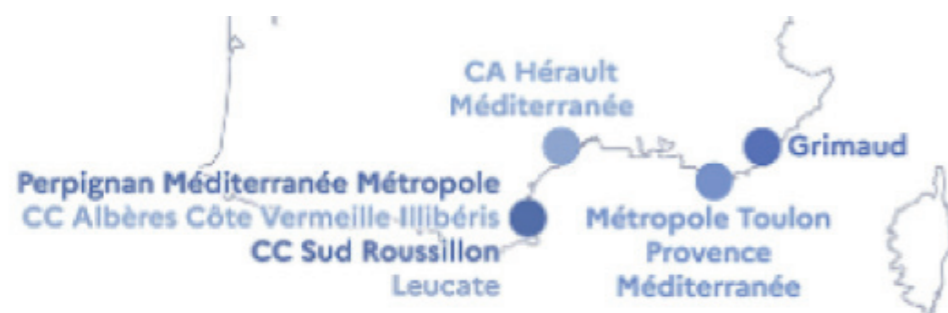 CA Hérault
Méditerranée
Grimaud
Perpignan Méditerranée Métropole
CC Albères Côte Vermeille Illibéris
CC Sud Roussillon
Leucate
Métropole Toulon
Provence
Méditerranée